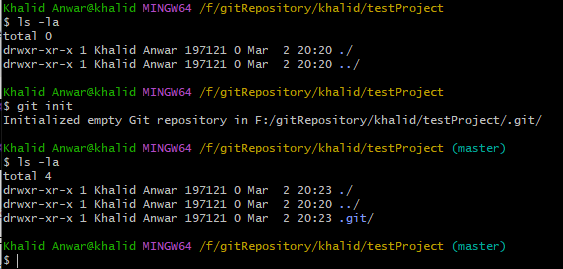 Khalid Anwar@khalid MINGW64 /f/gitRepository/khalid/testProject
$ ls -la
total 0
drwxr-xr-x 1 Khalid Anwar 197121 0 Mar  2 20:20 ./
drwxr-xr-x 1 Khalid Anwar 197121 0 Mar  2 20:20 ../

Khalid Anwar@khalid MINGW64 /f/gitRepository/khalid/testProject
$ git init
Initialized empty Git repository in F:/gitRepository/khalid/testProject/.git/

Khalid Anwar@khalid MINGW64 /f/gitRepository/khalid/testProject (master)
$ ls -la
total 4
drwxr-xr-x 1 Khalid Anwar 197121 0 Mar  2 20:23 ./
drwxr-xr-x 1 Khalid Anwar 197121 0 Mar  2 20:20 ../
drwxr-xr-x 1 Khalid Anwar 197121 0 Mar  2 20:23 .git/

Khalid Anwar@khalid MINGW64 /f/gitRepository/khalid/testProject (master)
$